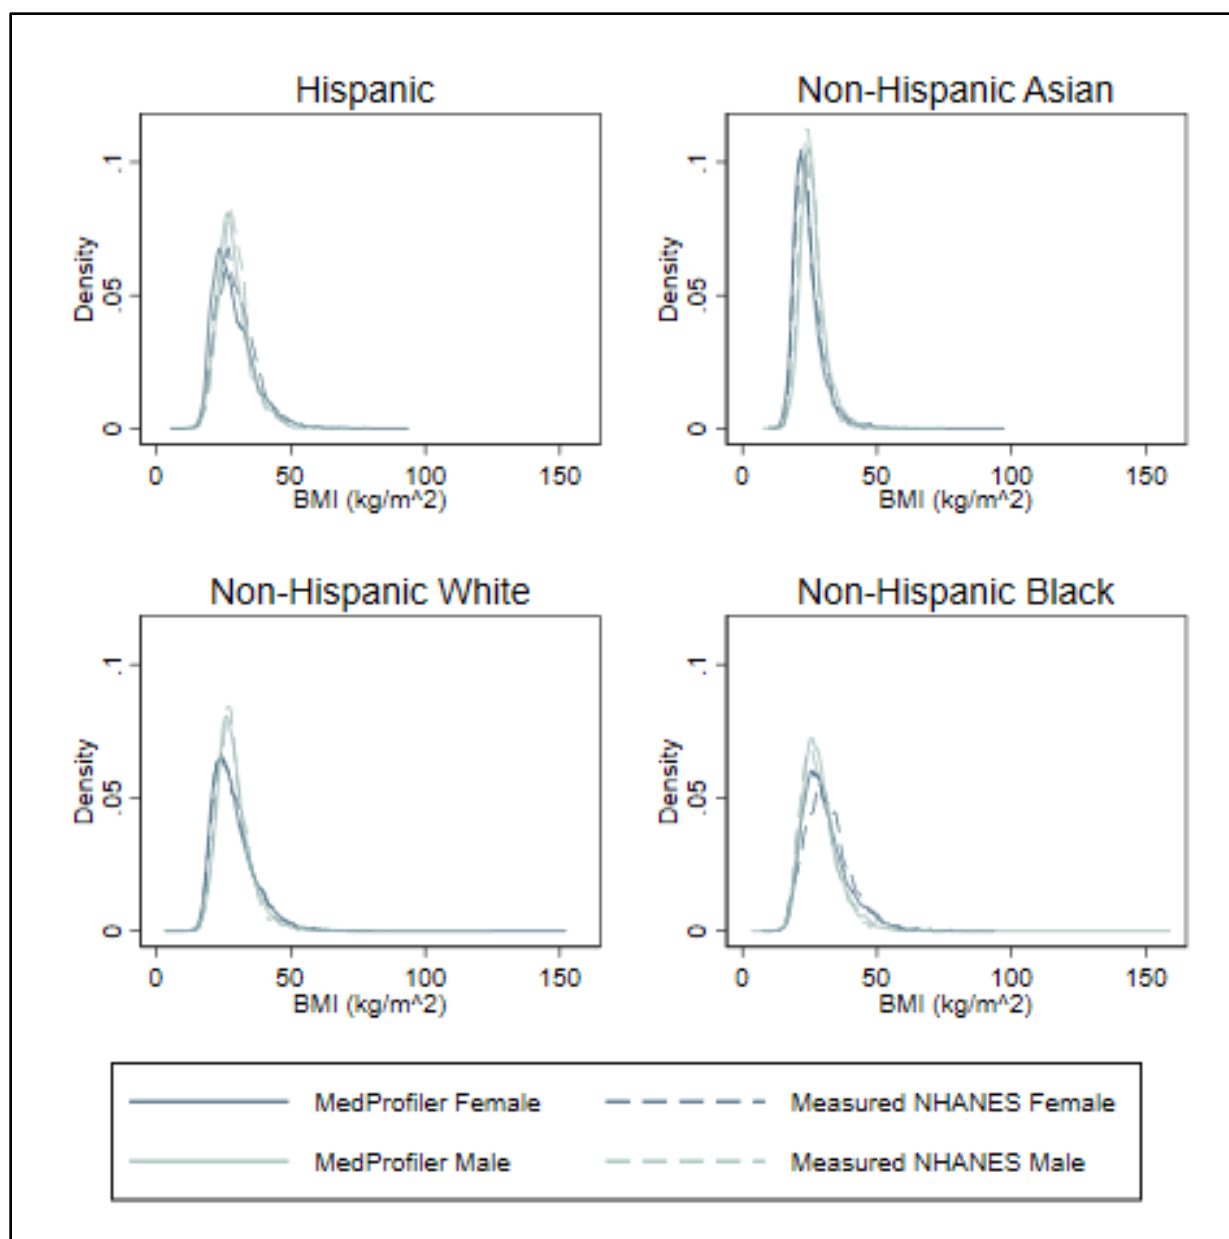 Hispanic
Density
0 .05 .1
0 50 100 150
BMI (kg/m^2)
Non-Hispanic Asian
Density
0 .05 .1
0 50 100 150
BMI (kg/m^2)
Non-Hispanic White
Density
0 .05 .1
0 50 100 150
BMI (kg/m^2)
Non-Hispanic Black
Density
0 .05 .1
0 50 100 150
BMI (kg/m^2)
MedProfiler Female
Measured NHANES Female
MedProfiler Male
Measured NHANES Male